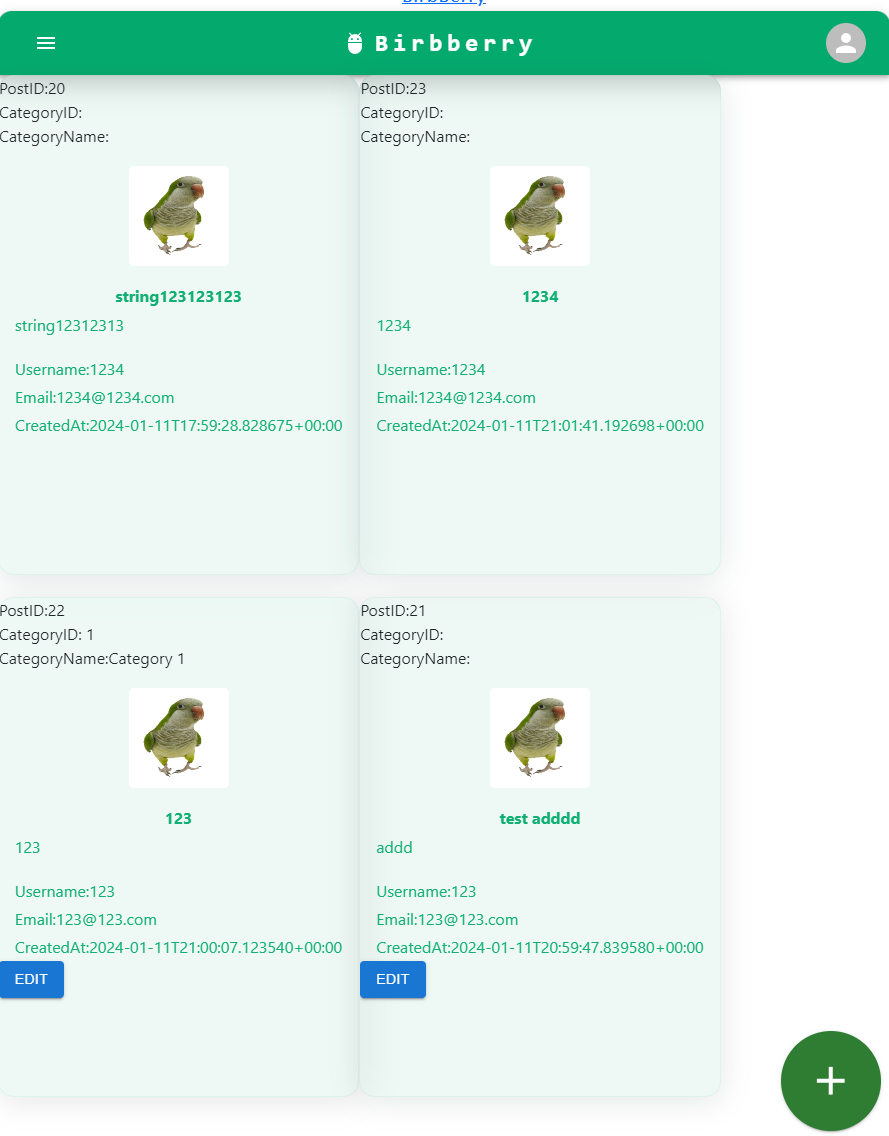 BirbBerry
Birbberry
PostID:20
CategoryID:
CategoryName:
string123123123
string12312313
Username:1234
Email:1234@1234.com
CreatedAt:2024-01-11T17:59:28.828675+00:00
PostID:23
CategoryID:
CategoryName:
1234
1234
Username:1234
Email:1234@1234.com
CreatedAt:2024-01-11T21:01:41.192698+00:00
PostID:22
CategoryID: 1
CategoryName:Category 1
123
123
Username:123
Email:123@123.com
CreatedAt:2024-01-11T21:00:07.123540+00:00
EDIT
PostID:21
CategoryID:
CategoryName:
test adddd
addd
Username:123
Email:123@123.com
CreatedAt:2024-01-11T20:59:47.839580+00:00
EDIT